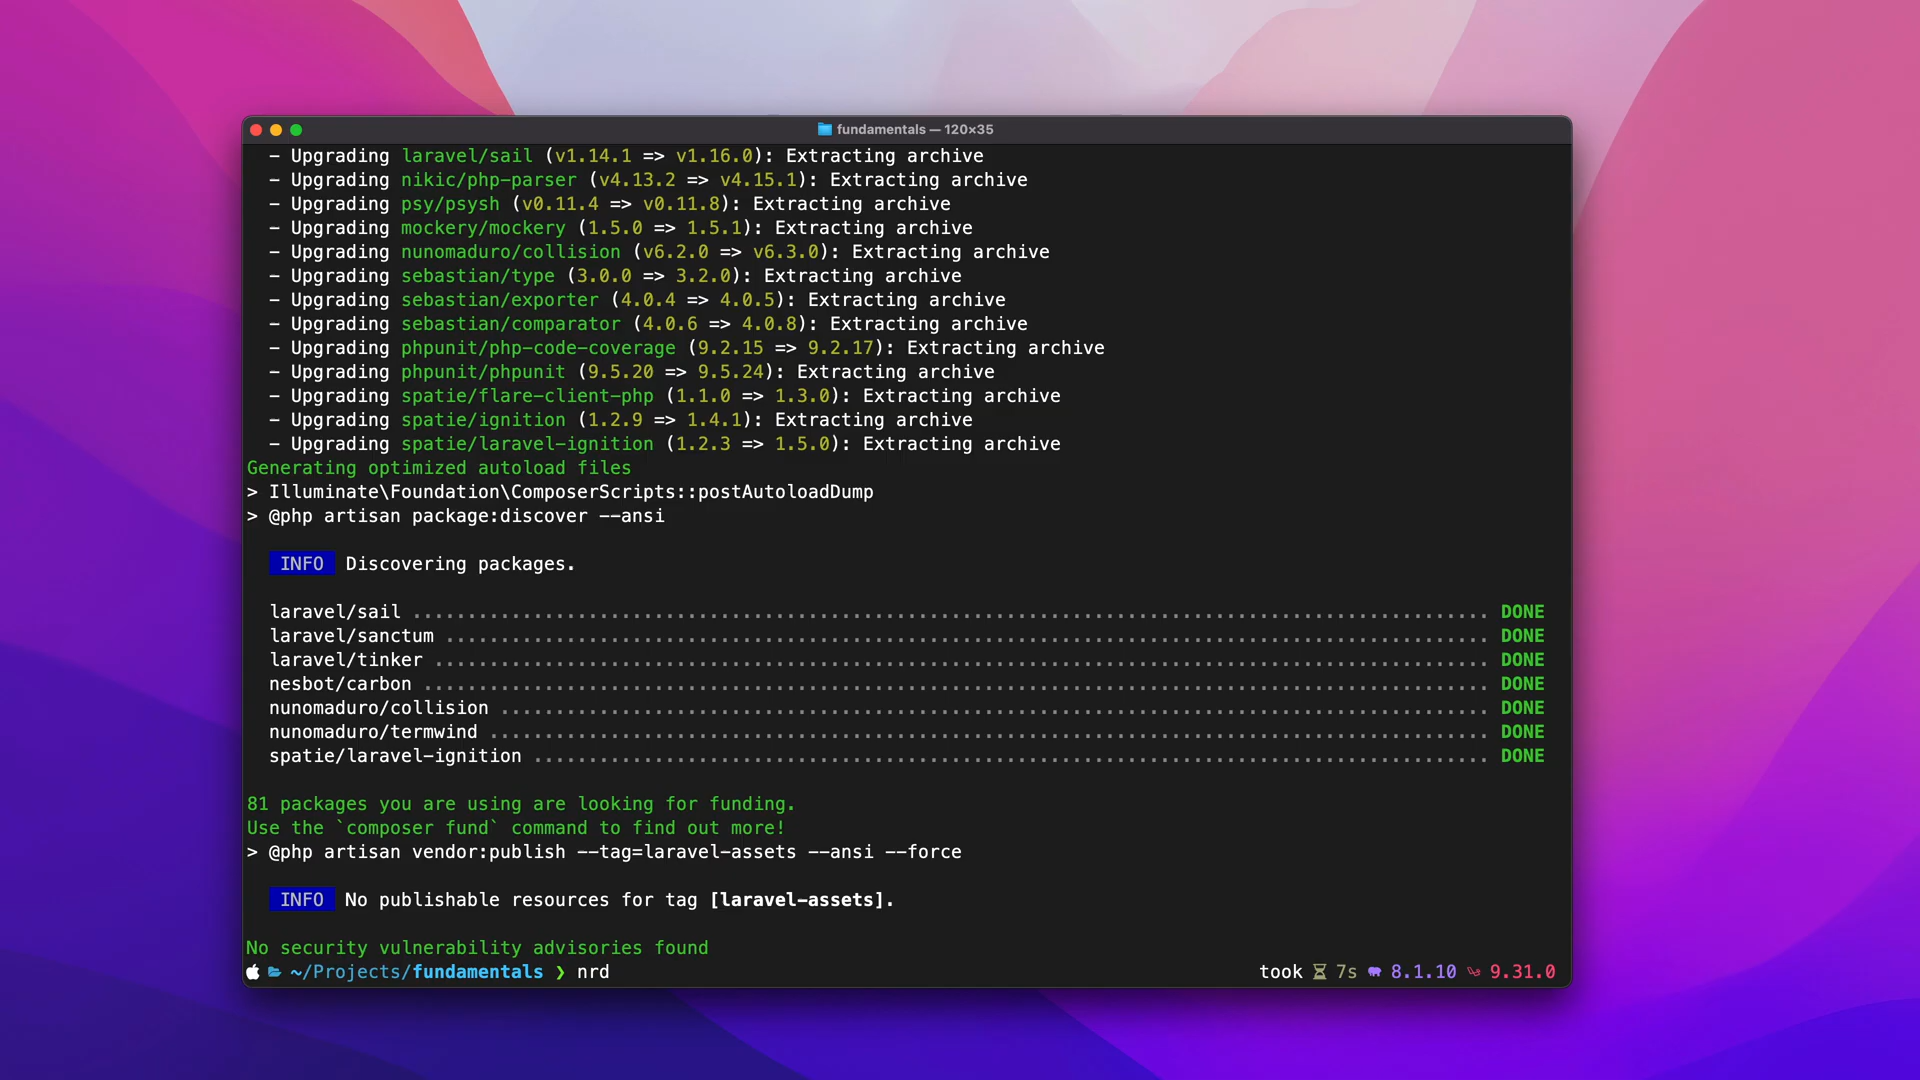 fundamentals — 120×35
– Upgrading laravel/sail (v1.14.1 => v1.16.0): Extracting archive
– Upgrading nikic/php-parser (v4.13.2 => v4.15.1): Extracting archive
– Upgrading psy/psysh (v0.11.4 => v0.11.8): Extracting archive
– Upgrading mockery/mockery (1.5.0 => 1.5.1): Extracting archive
– Upgrading nunomaduro/collision (v6.2.0 => v6.3.0): Extracting archive
– Upgrading sebastian/type (3.0.0 => 3.2.0): Extracting archive
– Upgrading sebastian/exporter (4.0.4 => 4.0.5): Extracting archive
– Upgrading sebastian/comparator (4.0.6 => 4.0.8): Extracting archive
– Upgrading phpunit/php-code-coverage (9.2.15 => 9.2.17): Extracting archive
– Upgrading phpunit/phpunit (9.5.20 => 9.5.24): Extracting archive
– Upgrading spatie/flare-client-php (1.1.0 => 1.3.0): Extracting archive
– Upgrading spatie/ignition (1.2.9 => 1.4.1): Extracting archive
– Upgrading spatie/laravel-ignition (1.2.3 => 1.5.0): Extracting archive
Generating optimized autoload files
> Illuminate\Foundation\ComposerScripts::postAutoloadDump
> @php artisan package:discover --ansi
INFO Discovering packages.
laravel/sail .................................................................................................. DONE
laravel/sanctum ............................................................................................... DONE
laravel/tinker ................................................................................................ DONE
nesbot/carbon ................................................................................................. DONE
nunomaduro/collision .......................................................................................... DONE
nunomaduro/termwind ........................................................................................... DONE
spatie/laravel-ignition ....................................................................................... DONE
81 packages you are using are looking for funding.
Use the `composer fund` command to find out more!
> @php artisan vendor:publish --tag=laravel-assets --ansi --force
INFO No publishable resources for tag [laravel-assets].
No security vulnerability advisories found
~/Projects/fundamentals ❯ nrd took 7s 8.1.10 9.31.0